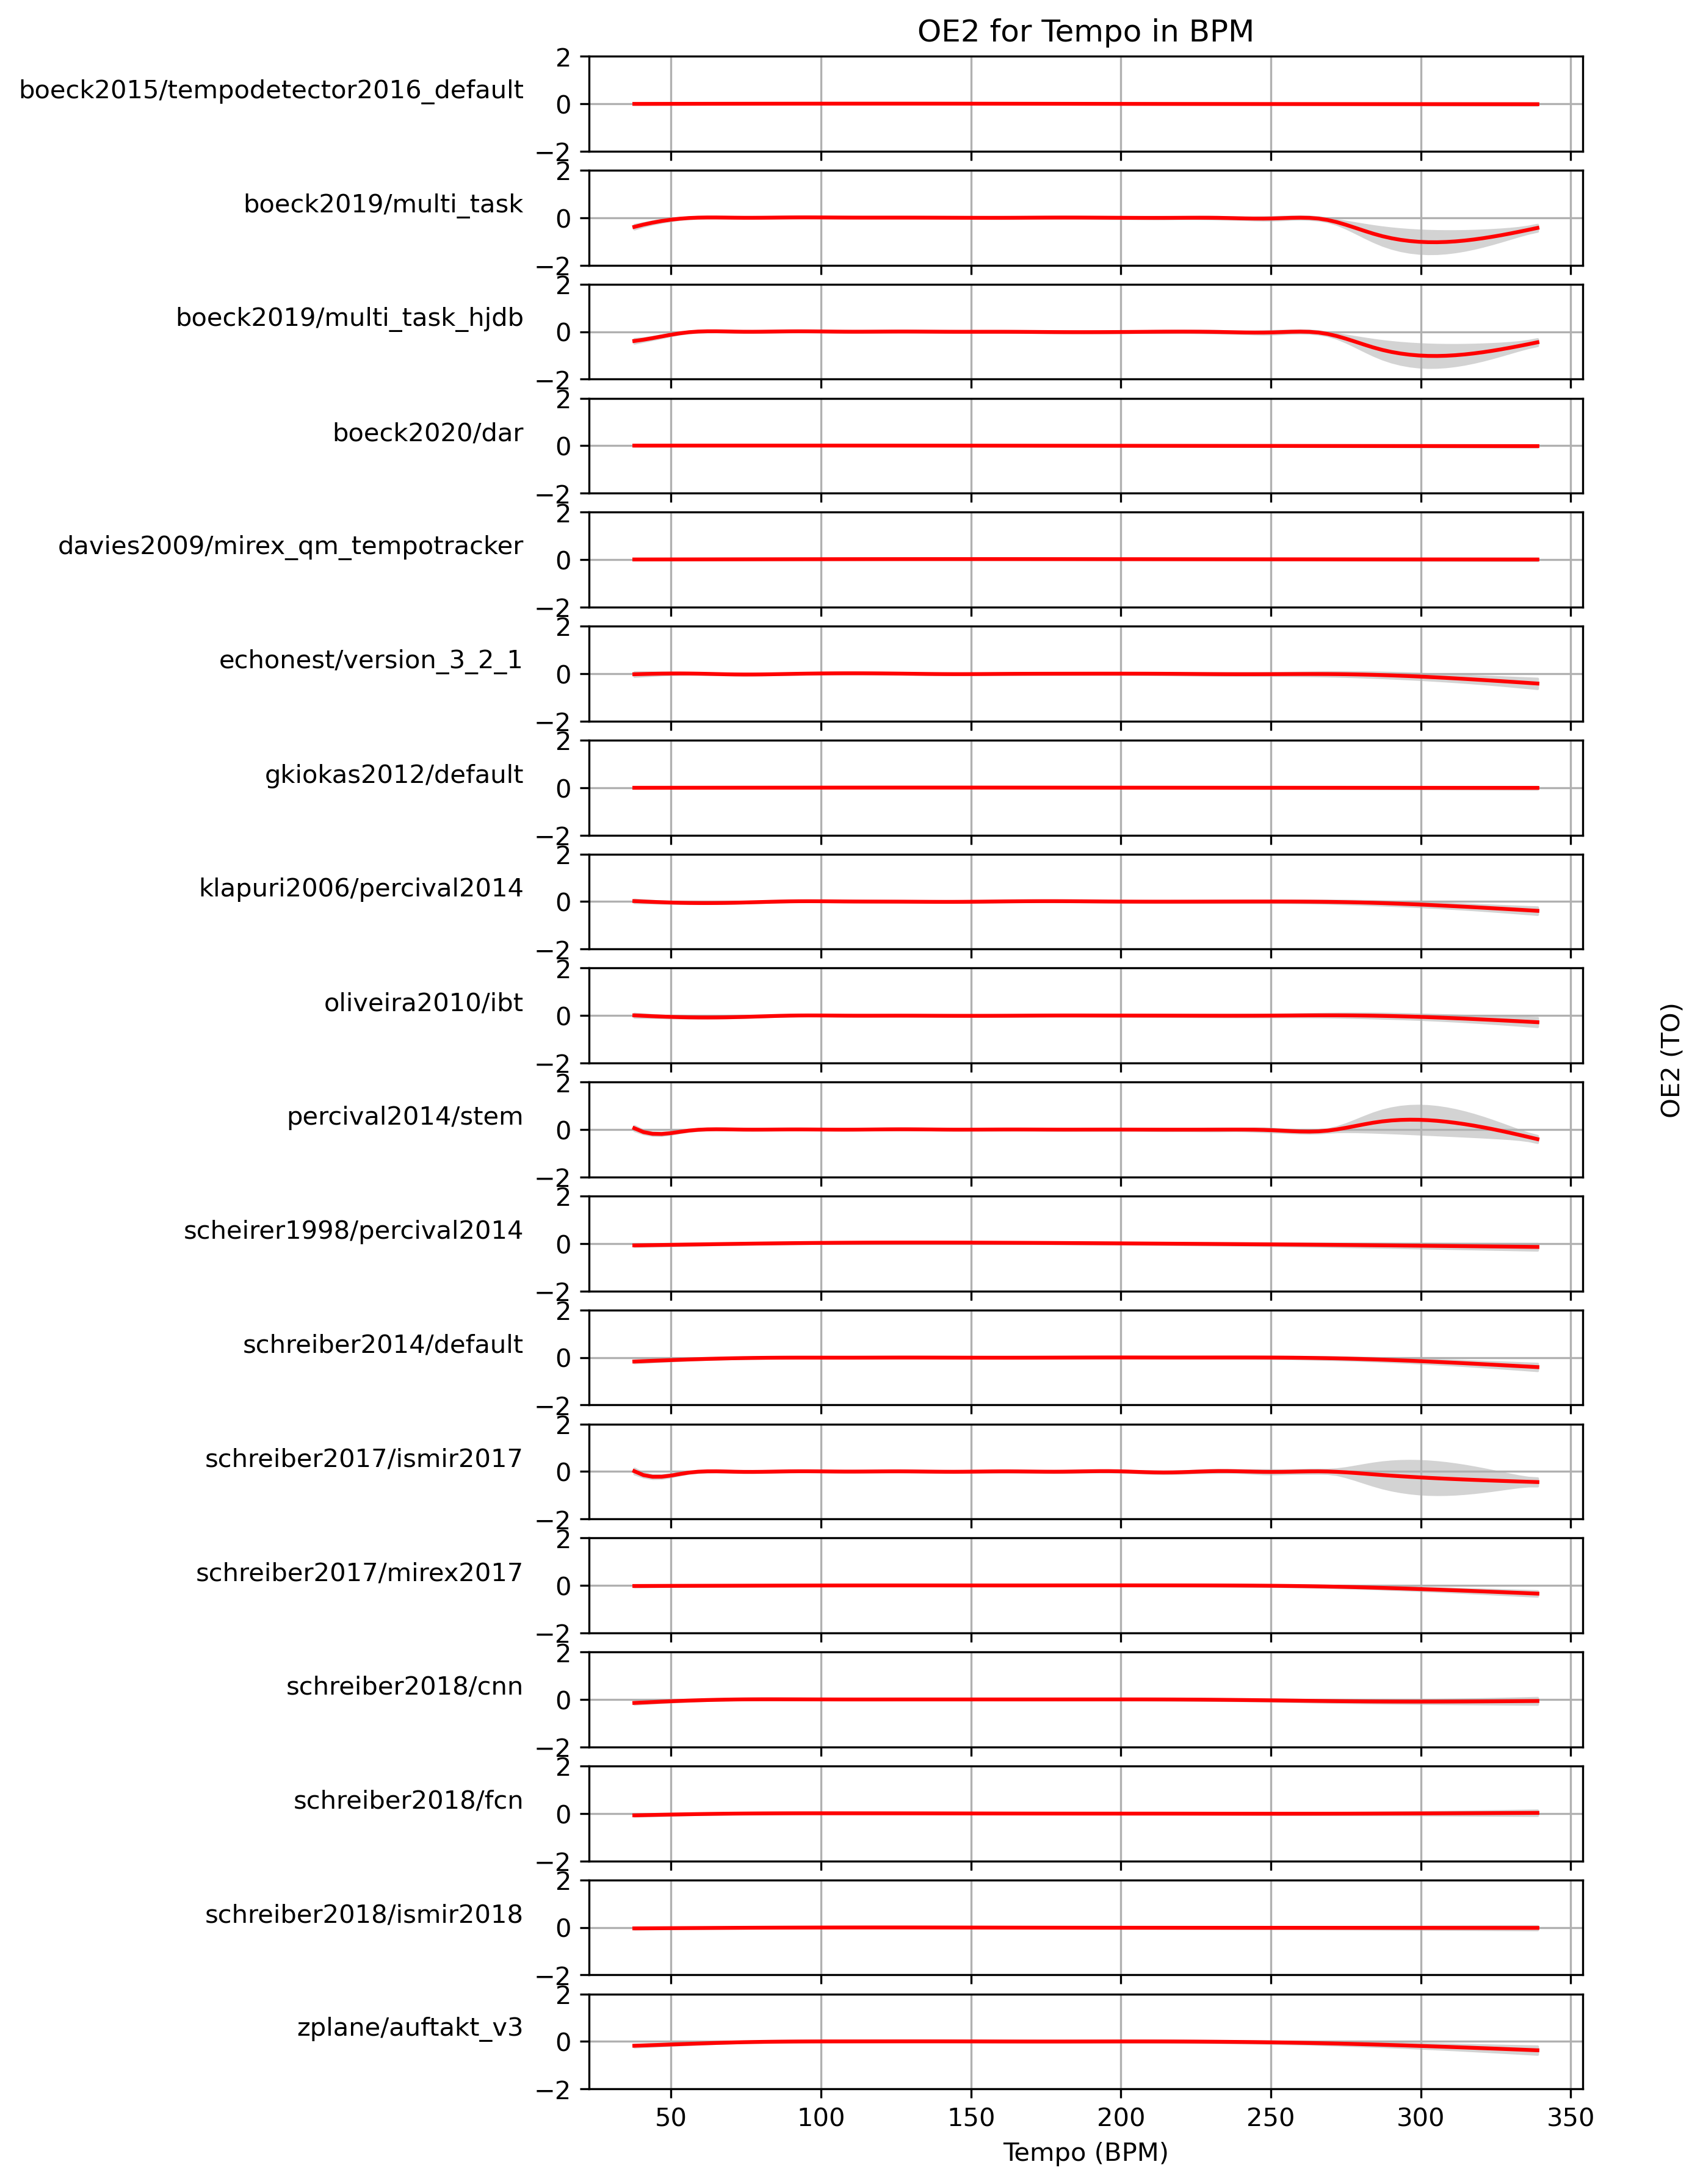 OE2 for Tempo in BPM
boeck2015/tempodetector2016_default
2
0
−2
boeck2019/multi_task
2
0
−2
boeck2019/multi_task_hjdb
2
0
−2
boeck2020/dar
2
0
−2
davies2009/mirex_qm_tempotracker
2
0
−2
echonest/version_3_2_1
2
0
−2
gkiokas2012/default
2
0
−2
klapuri2006/percival2014
2
0
−2
oliveira2010/ibt
2
0
−2
percival2014/stem
2
0
−2
scheirer1998/percival2014
2
0
−2
schreiber2014/default
2
0
−2
schreiber2017/ismir2017
2
0
−2
schreiber2017/mirex2017
2
0
−2
schreiber2018/cnn
2
0
−2
schreiber2018/fcn
2
0
−2
schreiber2018/ismir2018
2
0
−2
zplane/auftakt_v3
2
0
−2
50 100 150 200 250 300 350
Tempo (BPM)
OE2 (TO)